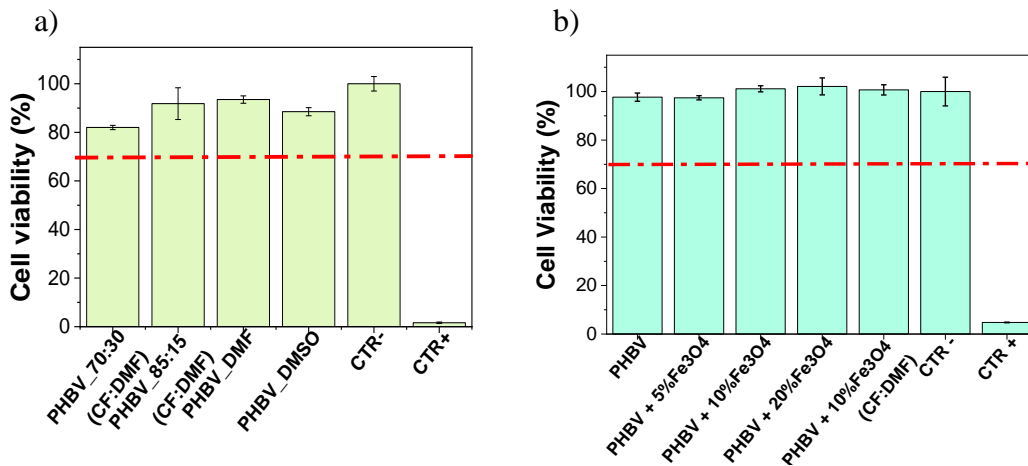 a)
Cell viability (%)
100
80
60
40
20
0
PHBV_70:30
(CF:DMF)
PHBV_85:15
(CF:DMF)
PHBV_DMF
PHBV_DMSO
CTR-
CTR+
b)
Cell Viability (%)
100
80
60
40
20
0
PHBV
PHBV + 5%Fe3O4
PHBV + 10%Fe3O4
PHBV + 20%Fe3O4
PHBV + 10%Fe3O4
(CF:DMF)
CTR -
CTR +